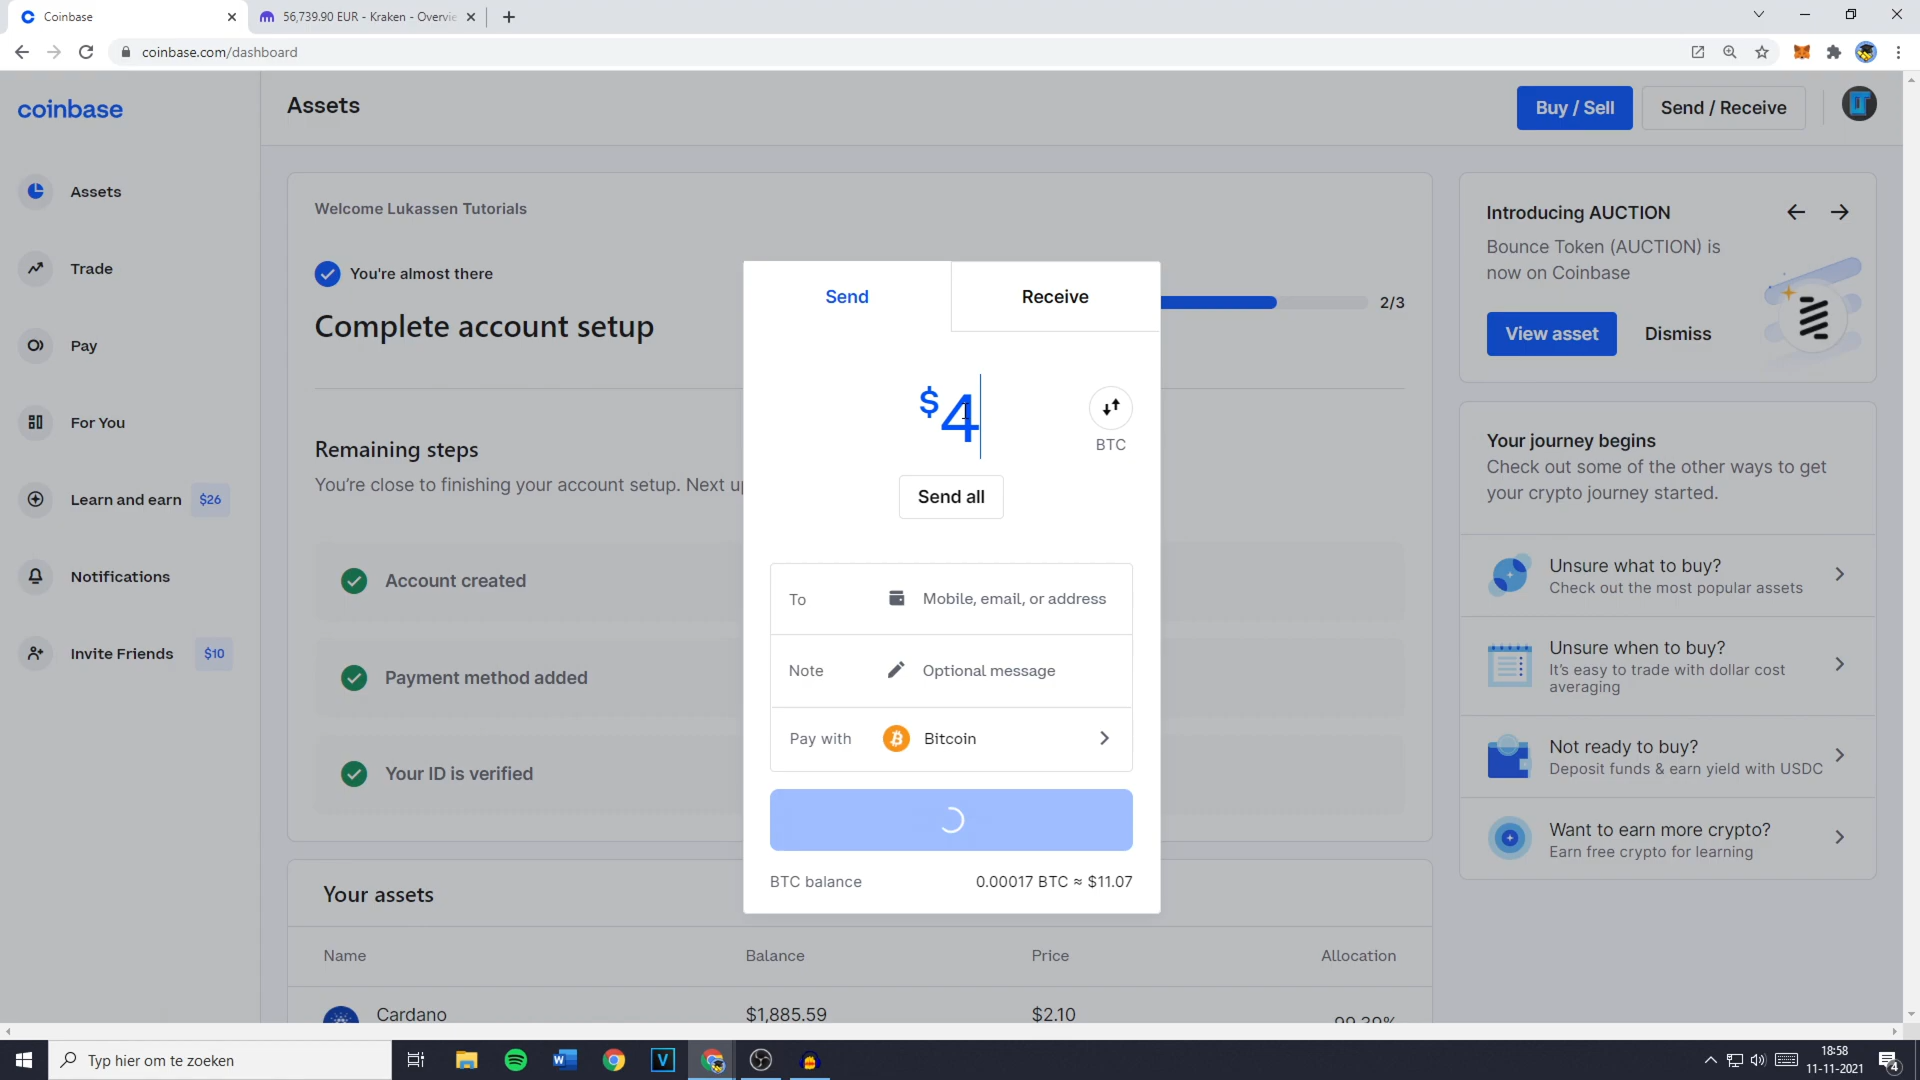 Coinbase
56,739.90 EUR - Kraken - Overvie
coinbase.com/dashboard
coinbase
Assets
Trade
Pay
For You
Learn and earn $26
Notifications
Invite Friends $10
Assets
Buy / Sell
Send / Receive
Welcome Lukassen Tutorials
You're almost there
2/3
Complete account setup
Remaining steps
You're close to finishing your account setup. Next u
Account created
Payment method added
Your ID is verified
Send
Receive
$4
BTC
Send all
To Mobile, email, or address
Note Optional message
Pay with Bitcoin
BTC balance 0.00017 BTC ≈ $11.07
Your assets
Name Balance Price Allocation
Cardano $1,885.59 $2.10
Introducing AUCTION
Bounce Token (AUCTION) is
now on Coinbase
View asset
Dismiss
Your journey begins
Check out some of the other ways to get
your crypto journey started.
Unsure what to buy?
Check out the most popular assets
Unsure when to buy?
It's easy to trade with dollar cost
averaging
Not ready to buy?
Deposit funds & earn yield with USDC
Want to earn more crypto?
Earn free crypto for learning
Typ hier om te zoeken
18:58
11-11-2021
4